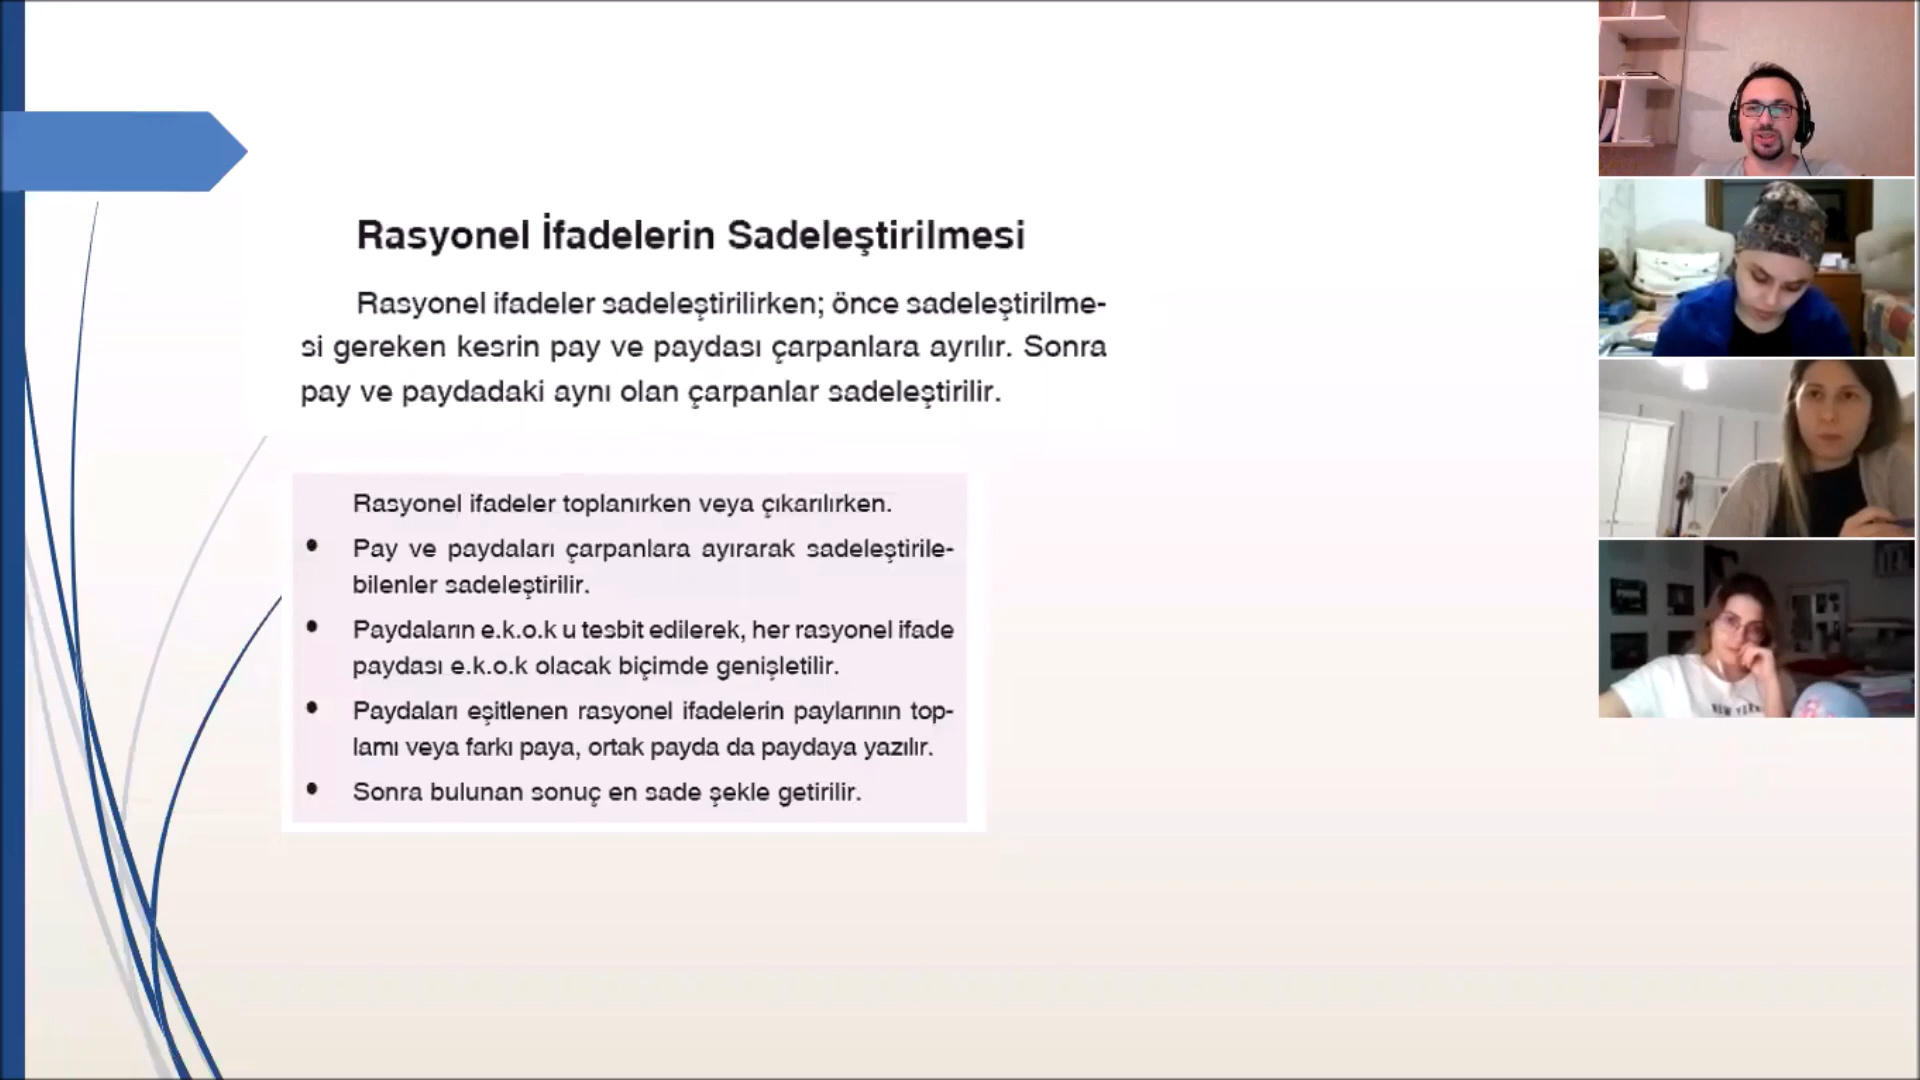 Rasyonel İfadelerin Sadeleştirilmesi
Rasyonel ifadeler sadeleştirilirken; önce sadeleştirilme-
si gereken kesrin pay ve paydası çarpanlara ayrılır. Sonra
pay ve paydadaki aynı olan çarpanlar sadeleştirilir.
Rasyonel ifadeler toplanırken veya çıkarılırken.
• Pay ve paydaları çarpanlara ayırarak sadeleştirile-
bilenler sadeleştirilir.
• Paydaların e.k.o.k u tesbit edilerek, her rasyonel ifade
paydası e.k.o.k olacak biçimde genişletilir.
• Paydaları eşitlenen rasyonel ifadelerin paylarının top-
lamı veya farkı paya, ortak payda da paydaya yazılır.
• Sonra bulunan sonuç en sade şekle getirilir.
NEW YORK